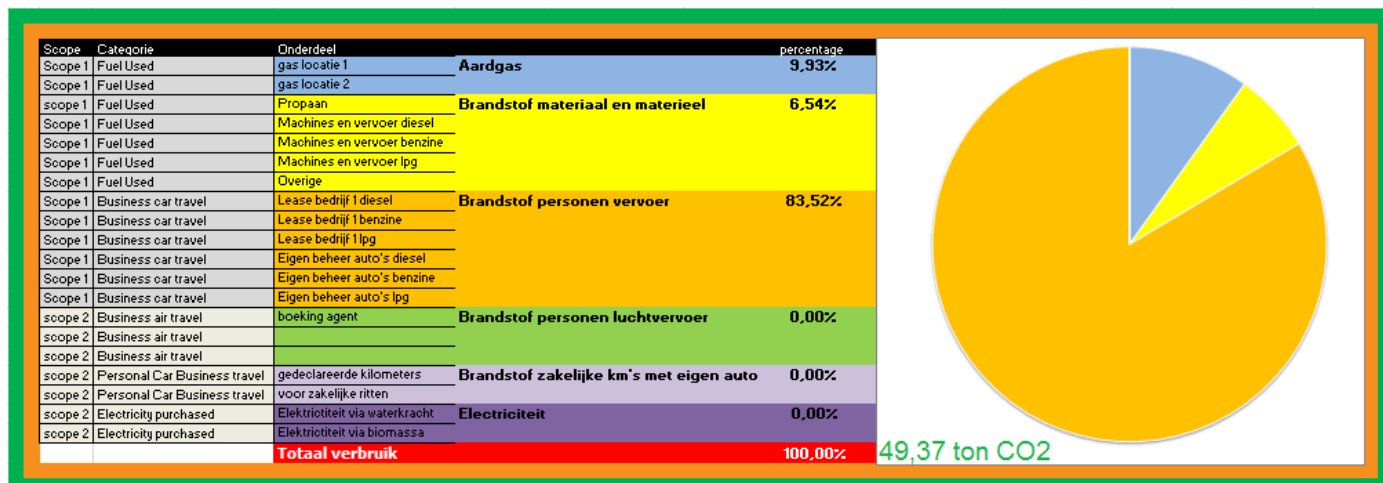 Scope Categorie Onderdeel percentage
Scope 1 Fuel Used gas locatie 1 Aardgas 9,93%
Scope 1 Fuel Used gas locatie 2
scope 1 Fuel Used Propaan Brandstof materiaal en materieel 6,54%
Scope 1 Fuel Used Machines en vervoer diesel
Scope 1 Fuel Used Machines en vervoer benzine
Scope 1 Fuel Used Machines en vervoer lpg
Scope 1 Fuel Used Overige
Scope 1 Business car travel Lease bedrijf 1 diesel Brandstof personen vervoer 83,52%
Scope 1 Business car travel Lease bedrijf 1 benzine
Scope 1 Business car travel Lease bedrijf 1 lpg
Scope 1 Business car travel Eigen beheer auto's diesel
Scope 1 Business car travel Eigen beheer auto's benzine
Scope 1 Business car travel Eigen beheer auto's lpg
scope 2 Business air travel boeking agent Brandstof personen luchtvervoer 0,00%
scope 2 Business air travel
scope 2 Business air travel
scope 2 Personal Car Business travel gedeclareerde kilometers Brandstof zakelijke km's met eigen auto 0,00%
scope 2 Personal Car Business travel voor zakelijke ritten
scope 2 Electricity purchased Elektrictiteit via waterkracht Electriciteit 0,00%
scope 2 Electricity purchased Elektrictiteit via biomassa
Totaal verbruik 100,00%
49,37 ton CO2